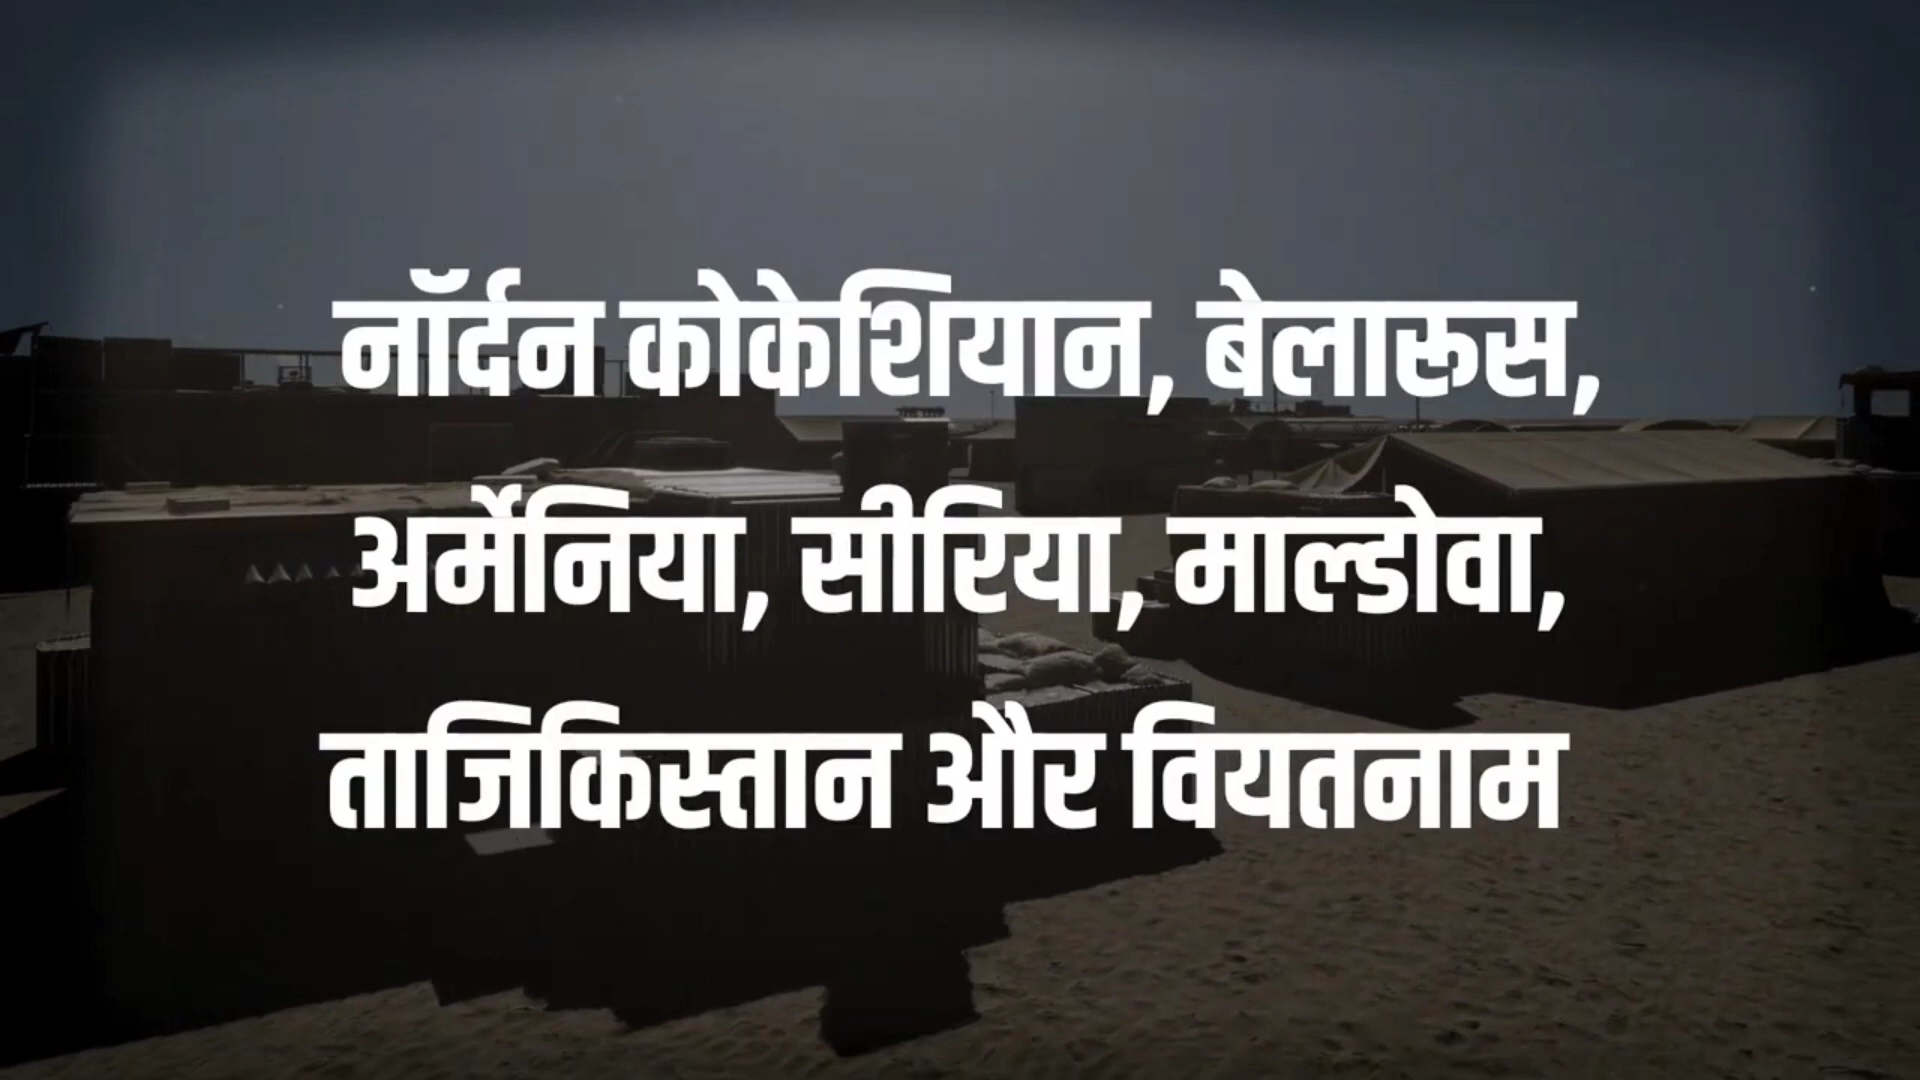 नॉर्दन कोकेशियान, बेलारूस,
अर्मेनिया, सीरिया, माल्डोवा,
ताजिकिस्तान और वियतनाम